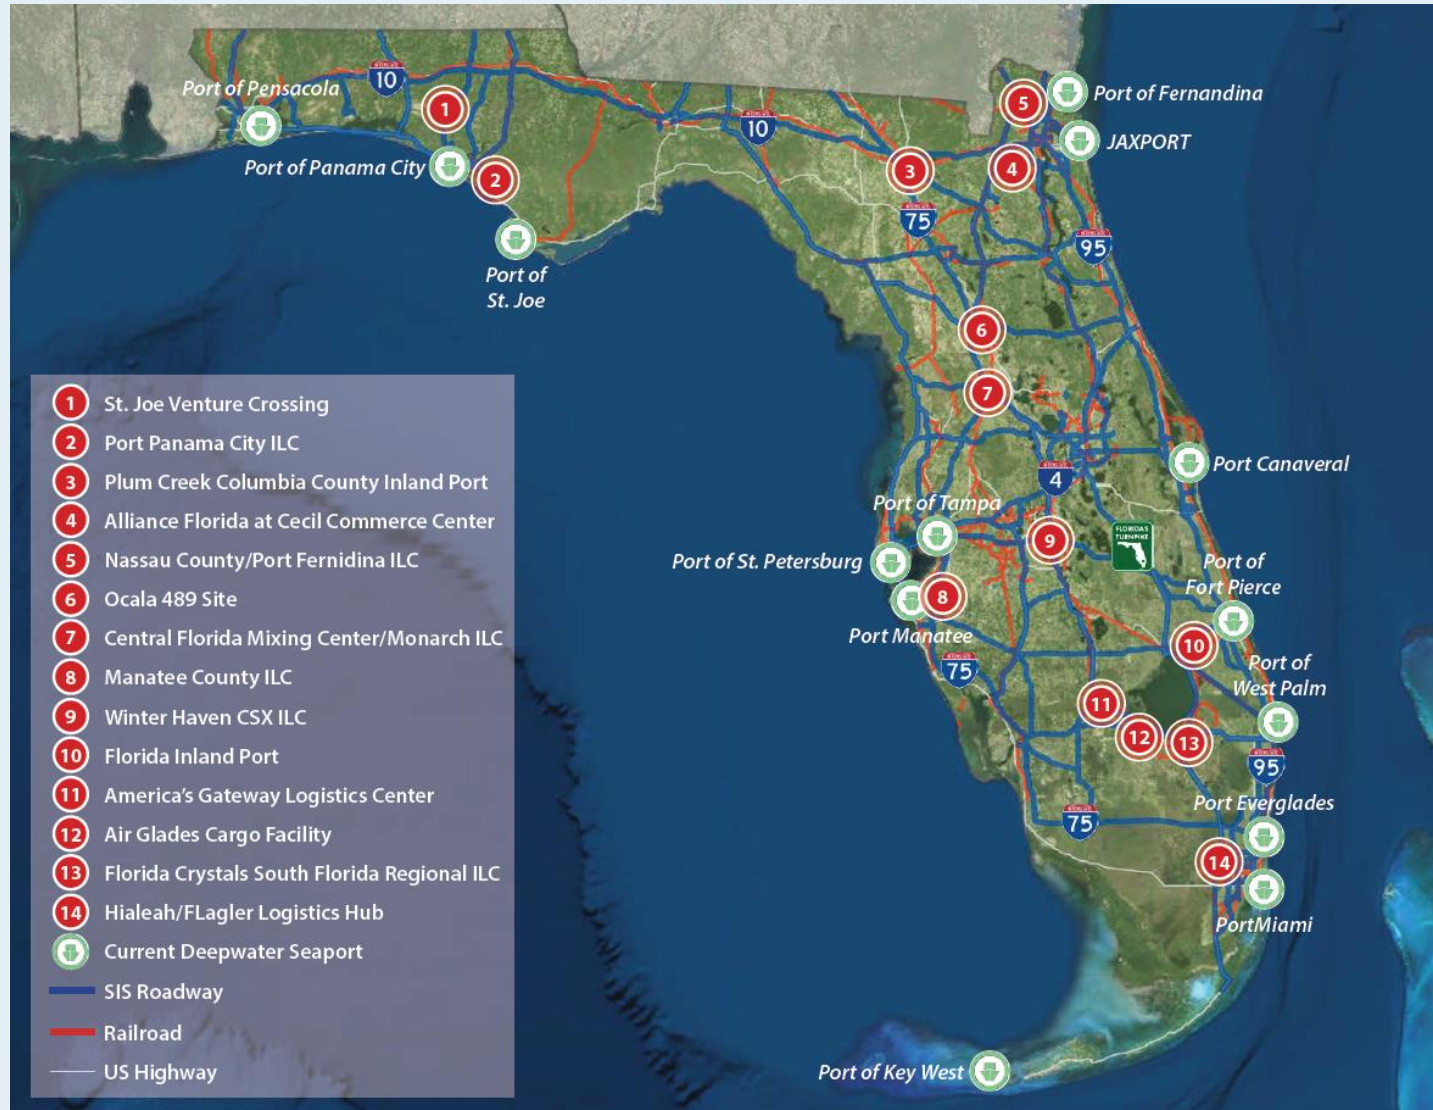 10
Port of Pensacola
1
Port of Panama City
2
Port of
St. Joe
10
3
75
4
5
Port of Fernandina
JAXPORT
95
6
7
Port Canaveral
4
Port of Tampa
Port of St. Petersburg
9
FLORIDA'S
TURNPIKE
8
Port Manatee
75
Port of
Fort Pierce
10
Port of
West Palm
11
12
13
95
75
Port Everglades
14
PortMiami
Port of Key West
1 St. Joe Venture Crossing
2 Port Panama City ILC
3 Plum Creek Columbia County Inland Port
4 Alliance Florida at Cecil Commerce Center
5 Nassau County/Port Fernidina ILC
6 Ocala 489 Site
7 Central Florida Mixing Center/Monarch ILC
8 Manatee County ILC
9 Winter Haven CSX ILC
10 Florida Inland Port
11 America's Gateway Logistics Center
12 Air Glades Cargo Facility
13 Florida Crystals South Florida Regional ILC
14 Hialeah/FLagler Logistics Hub
Current Deepwater Seaport
SIS Roadway
Railroad
US Highway